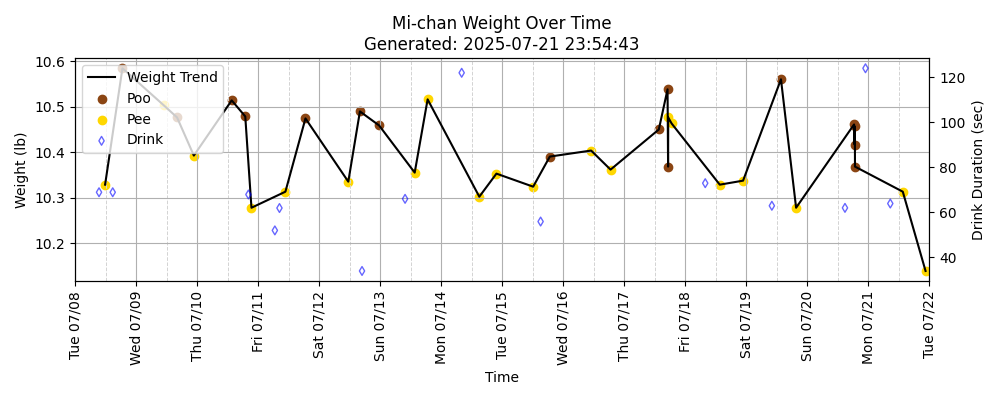 Mi-chan Weight Over Time
Generated: 2025-07-21 23:54:43
Weight (lb)
10.6
10.5
10.4
10.3
10.2
Weight Trend
Poo
Pee
Drink
120
100
80
60
40
Drink Duration (sec)
Tue 07/08
Wed 07/09
Thu 07/10
Fri 07/11
Sat 07/12
Sun 07/13
Mon 07/14
Tue 07/15
Wed 07/16
Thu 07/17
Fri 07/18
Sat 07/19
Sun 07/20
Mon 07/21
Tue 07/22
Time